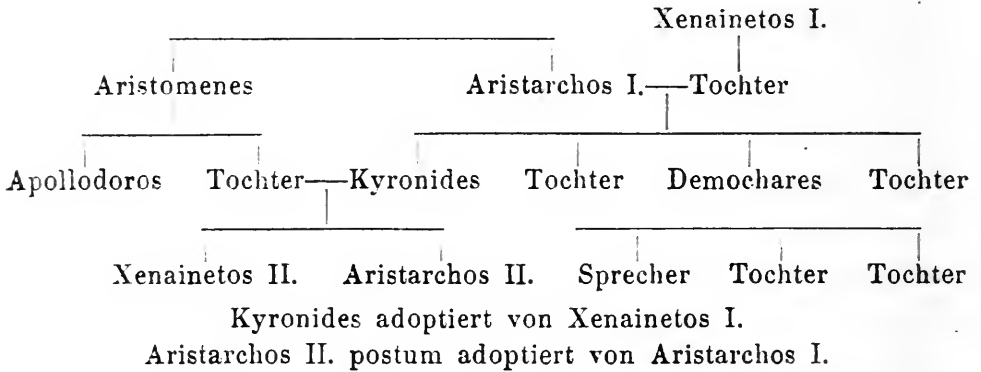 Xenainetos I.
Aristomenes Aristarchos I. Tochter
Apollodoros Tochter Kyronides Tochter Demochares Tochter
Xenainetos II. Aristarchos II. Sprecher Tochter Tochter
Kyronides adoptiert von Xenainetos I.
Aristarchos II. postum adoptiert von Aristarchos I.